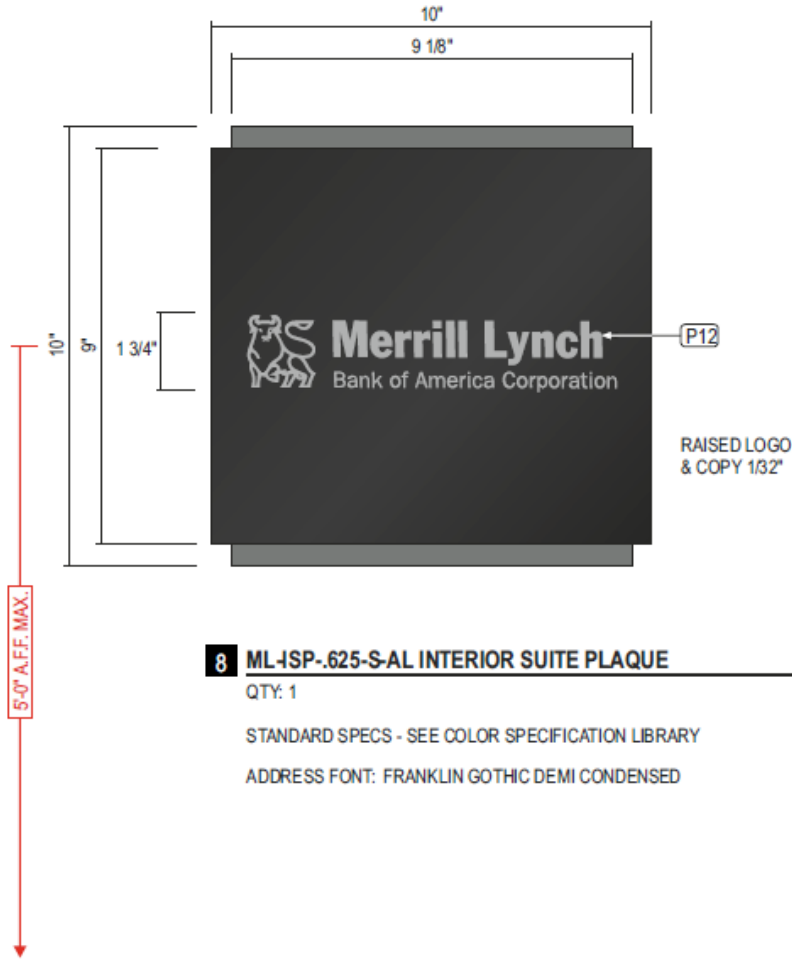 10"
9 1/8"
10"
9"
1 3/4"
Merrill Lynch
Bank of America Corporation
P12
RAISED LOGO
& COPY 1/32"
5'-0" A.F.F. MAX.
8 ML-ISP-.625-S-AL INTERIOR SUITE PLAQUE
QTY: 1
STANDARD SPECS - SEE COLOR SPECIFICATION LIBRARY
ADDRESS FONT: FRANKLIN GOTHIC DEMI CONDENSED